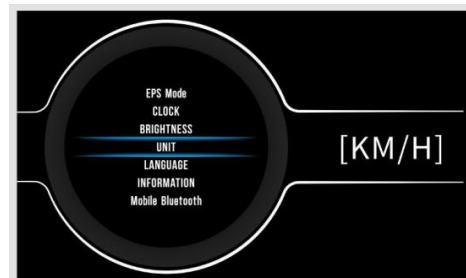 EPS Mode
CLOCK
BRIGHTNESS
UNIT
[KM/H]
LANGUAGE
INFORMATION
Mobile Bluetooth